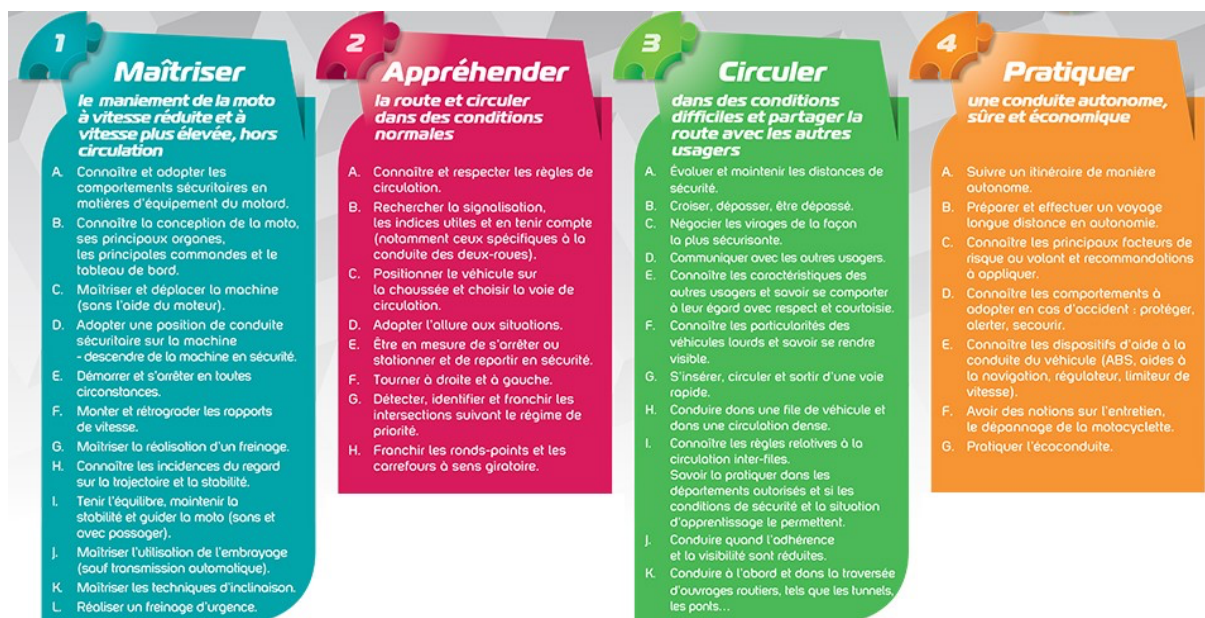 1
Maîtriser
le maniement de la moto
à vitesse réduite et à
vitesse plus élevée, hors
circulation
A. Connaître et adopter les
comportements sécuritaires en
matières d'équipement du motard.
B. Connaître la conception de la moto,
ses principaux organes,
les principales commandes et le
tableau de bord.
C. Maîtriser et déplacer la machine
(sans l'aide du moteur).
D. Adopter une position de conduite
sécuritaire sur la machine
- descendre de la machine en sécurité.
E. Démarrer et s'arrêter en toutes
circonstances.
F. Monter et rétrograder les rapports
de vitesse.
G. Maîtriser la réalisation d'un freinage.
H. Connaître les incidences du regard
sur la trajectoire et la stabilité.
I. Tenir l'équilibre, maintenir la
stabilité et guider la moto (sans et
avec passager).
J. Maîtriser l'utilisation de l'embrayage
(sauf transmission automatique).
K. Maîtriser les techniques d'inclinaison.
L. Réaliser un freinage d'urgence.
2
Appréhender
la route et circuler
dans des conditions
normales
A. Connaître et respecter les règles de
circulation.
B. Rechercher la signalisation,
les indices utiles et en tenir compte
(notamment ceux spécifiques à la
conduite des deux-roues).
C. Positionner le véhicule sur
la chaussée et choisir la voie de
circulation.
D. Adapter l'allure aux situations.
E. Être en mesure de s'arrêter ou
stationner et de repartir en sécurité.
F. Tourner à droite et à gauche.
G. Détecter, identifier et franchir les
intersections suivant le régime de
priorité.
H. Franchir les ronds-points et les
carrefours à sens giratoire.
3
Circuler
dans des conditions
difficiles et partager la
route avec les autres
usagers
A. Évaluer et maintenir les distances de
sécurité.
B. Croiser, dépasser, être dépassé.
C. Négocier les virages de la façon
la plus sécurisante.
D. Communiquer avec les autres usagers.
E. Connaître les caractéristiques des
autres usagers et savoir se comporter
à leur égard avec respect et courtoisie.
F. Connaître les particularités des
véhicules lourds et savoir se rendre
visible.
G. S'insérer, circuler et sortir d'une voie
rapide.
H. Conduire dans une file de véhicule et
dans une circulation dense.
I. Connaître les règles relatives à la
circulation inter-files.
Savoir la pratiquer dans les
départements autorisés et si les
conditions de sécurité et la situation
d'apprentissage le permettent.
J. Conduire quand l'adhérence
et la visibilité sont réduites.
K. Conduire à l'abord et dans la traversée
d'ouvrages routiers, tels que les tunnels,
les ponts...
4
Pratiquer
une conduite autonome,
sûre et économique
A. Suivre un itinéraire de manière
autonome.
B. Préparer et effectuer un voyage
longue distance en autonomie.
C. Connaître les principaux facteurs de
risque au volant et recommandations
à appliquer.
D. Connaître les comportements à
adopter en cas d'accident : protéger,
alerter, secourir.
E. Connaître les dispositifs d'aide à la
conduite du véhicule (ABS, aides à
la navigation, régulateur, limiteur de
vitesse).
F. Avoir des notions sur l'entretien,
le dépannage de la motocyclette.
G. Pratiquer l'écoconduite.